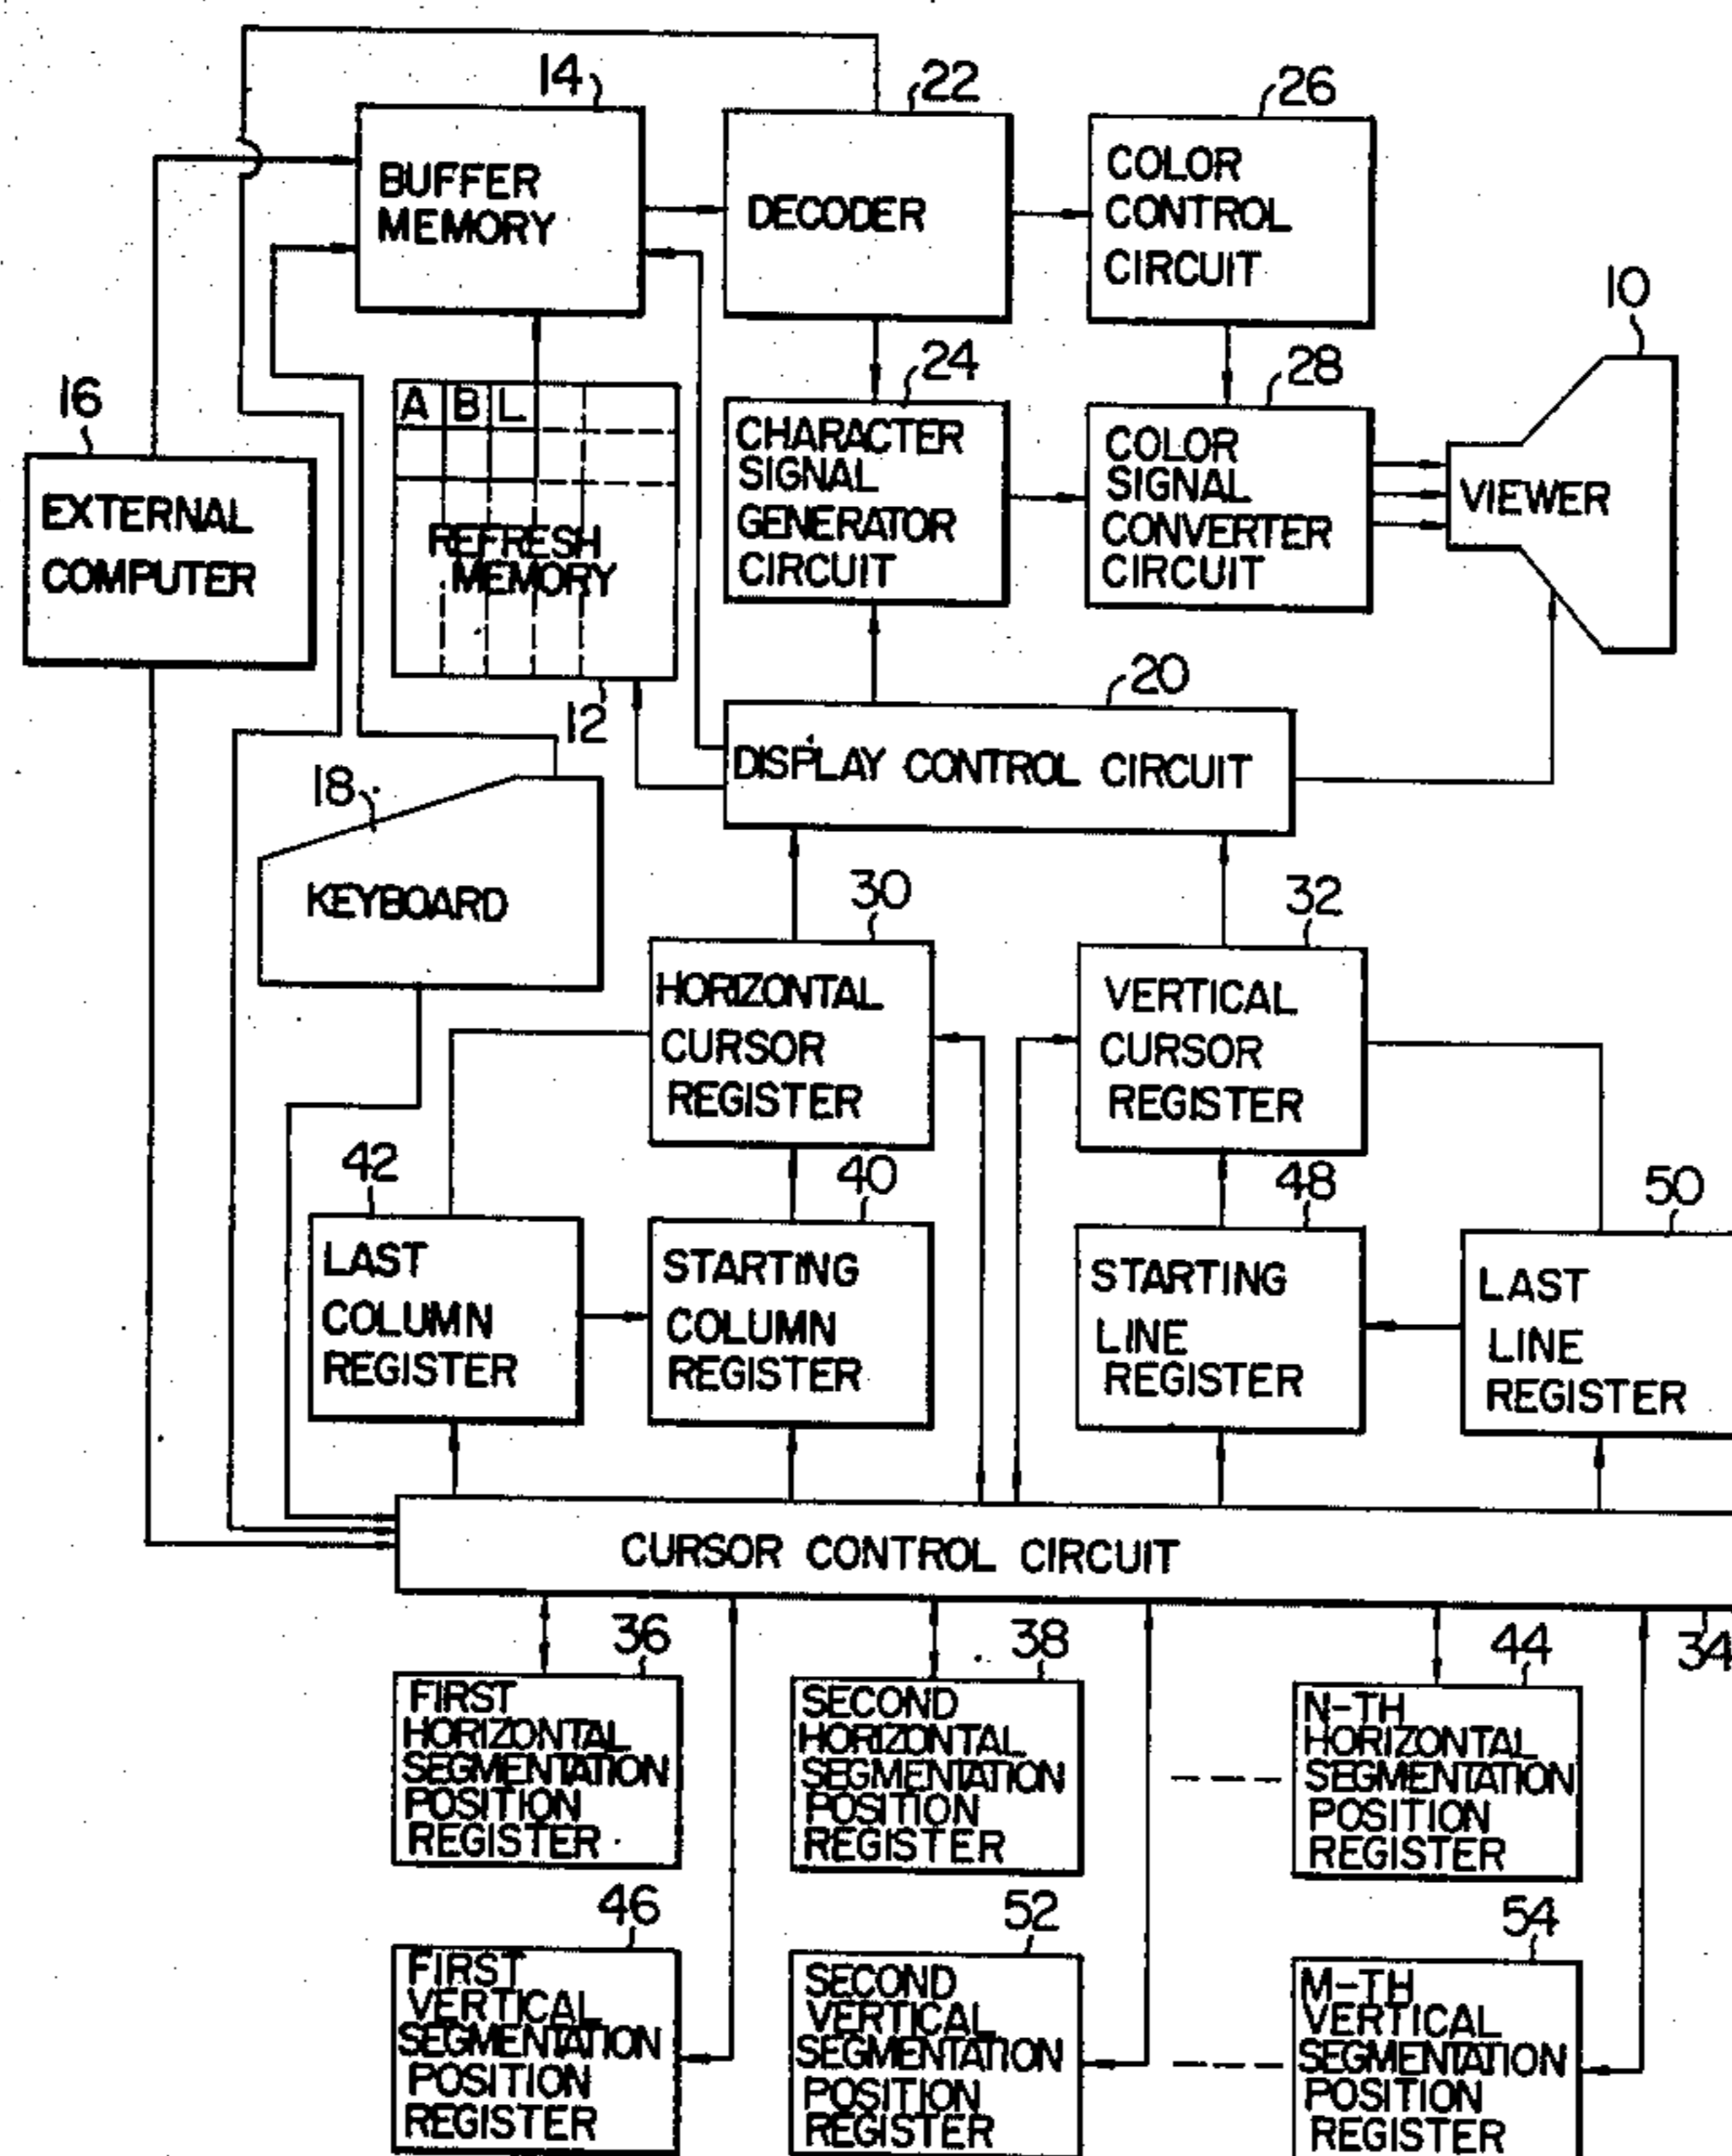 14
22
26
BUFFER
MEMORY
DECODER
COLOR
CONTROL
CIRCUIT
10
16
EXTERNAL
COMPUTER
A B L
REFRESH
MEMORY
12
24
CHARACTER
SIGNAL
GENERATOR
CIRCUIT
28
COLOR
SIGNAL
CONVERTER
CIRCUIT
VIEWER
20
DISPLAY CONTROL CIRCUIT
18
KEYBOARD
30
HORIZONTAL
CURSOR
REGISTER
32
VERTICAL
CURSOR
REGISTER
42
LAST
COLUMN
REGISTER
40
STARTING
COLUMN
REGISTER
48
STARTING
LINE
REGISTER
50
LAST
LINE
REGISTER
CURSOR CONTROL CIRCUIT
34
36
FIRST
HORIZONTAL
SEGMENTATION
POSITION
REGISTER
38
SECOND
HORIZONTAL
SEGMENTATION
POSITION
REGISTER
44
N-TH
HORIZONTAL
SEGMENTATION
POSITION
REGISTER
46
FIRST
VERTICAL
SEGMENTATION
POSITION
REGISTER
52
SECOND
VERTICAL
SEGMENTATION
POSITION
REGISTER
54
M-TH
VERTICAL
SEGMENTATION
POSITION
REGISTER